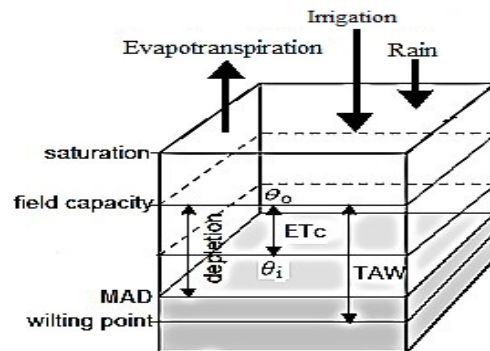 Irrigation
Evapotranspiration
Rain
saturation
field capacity
θo
depletion
ETc
θi
TAW
MAD
wilting point